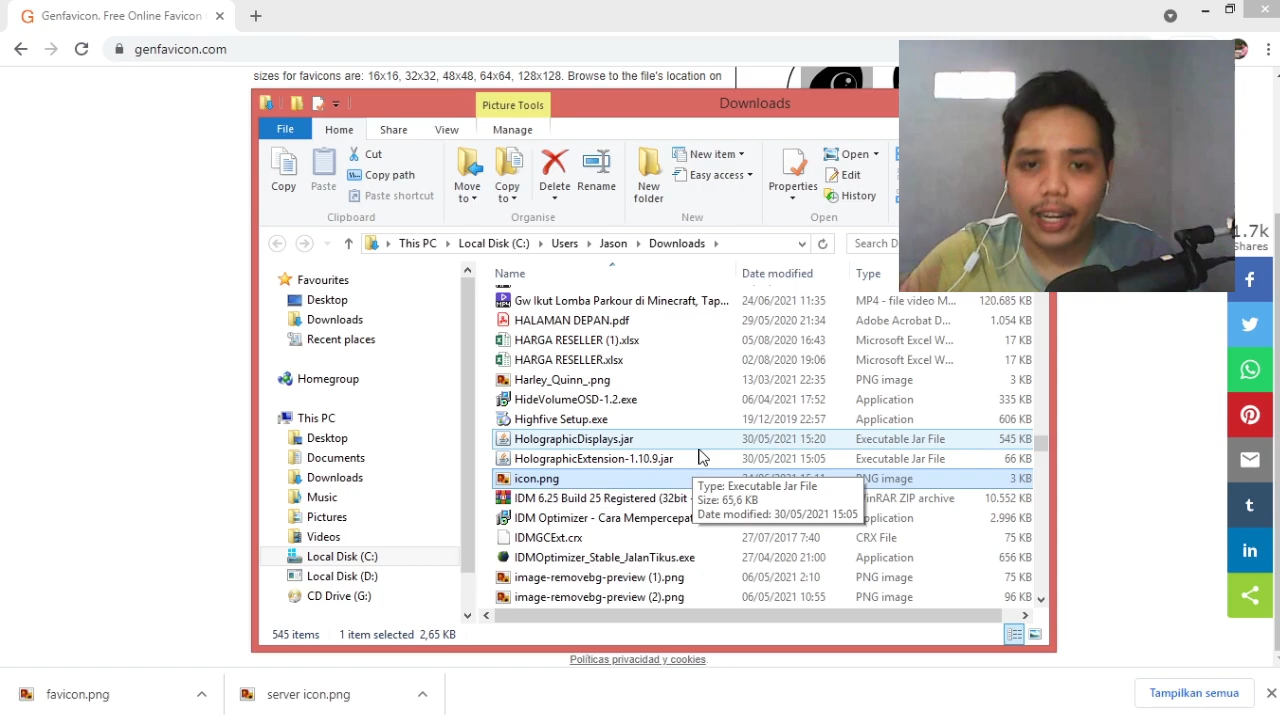 Genfavicon. Free Online Favicon
genfavicon.com
sizes for favicons are: 16x16, 32x32, 48x48, 64x64, 128x128. Browse to the file's location on
Picture Tools
Downloads
File
Home
Share
View
Manage
Copy
Paste
Cut
Copy path
Paste shortcut
Clipboard
Move to
Copy to
Delete
Rename
Organise
New folder
New item
Easy access
New
Properties
Open
Edit
History
Open
This PC
Local Disk (C:)
Users
Jason
Downloads
Search D
1.7k
Shares
Favourites
Desktop
Downloads
Recent places
Homegroup
This PC
Desktop
Documents
Downloads
Music
Pictures
Videos
Local Disk (C:)
Local Disk (D:)
CD Drive (G:)
Name Date modified Type
Gw Ikut Lomba Parkour di Minecraft, Tap... 24/06/2021 11:35 MP4 - file video M... 120.685 KB
HALAMAN DEPAN.pdf 29/05/2020 21:34 Adobe Acrobat D... 1.054 KB
HARGA RESELLER (1).xlsx 05/08/2020 16:43 Microsoft Excel W... 17 KB
HARGA RESELLER.xlsx 02/08/2020 19:06 Microsoft Excel W... 17 KB
Harley_Quinn_.png 13/03/2021 22:35 PNG image 3 KB
HideVolumeOSD-1.2.exe 06/04/2021 17:52 Application 335 KB
Highfive Setup.exe 19/12/2019 22:57 Application 606 KB
HolographicDisplays.jar 30/05/2021 15:20 Executable Jar File 545 KB
HolographicExtension-1.10.9.jar 30/05/2021 15:05 Executable Jar File 66 KB
icon.png PNG image 3 KB
IDM 6.25 Build 25 Registered (32bit WinRAR ZIP archive 10.552 KB
IDM Optimizer - Cara Mempercepat Application 2.996 KB
IDMGCExt.crx 27/07/2017 7:40 CRX File 75 KB
IDMOptimizer_Stable_JalanTikus.exe 27/04/2020 21:00 Application 656 KB
image-removebg-preview (1).png 06/05/2021 2:10 PNG image 75 KB
image-removebg-preview (2).png 06/05/2021 10:55 PNG image 96 KB
Type: Executable Jar File
Size: 65,6 KB
Date modified: 30/05/2021 15:05
545 items 1 item selected 2,65 KB
Políticas privacidad y cookies.
favicon.png
server icon.png
Tampilkan semua